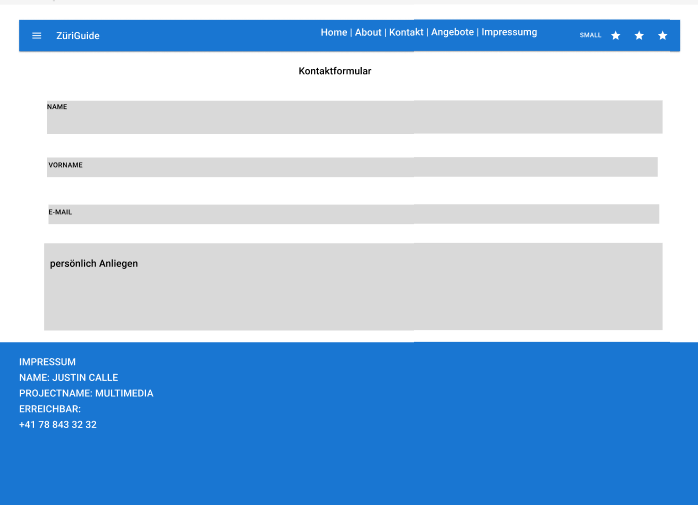 ZüriGuide
Home | About | Kontakt | Angebote | Impressumg
SMALL
Kontaktformular
NAME
VORNAME
E-MAIL
persönlich Anliegen
IMPRESSUM
NAME: JUSTIN CALLE
PROJECTNAME: MULTIMEDIA
ERREICHBAR:
+41 78 843 32 32